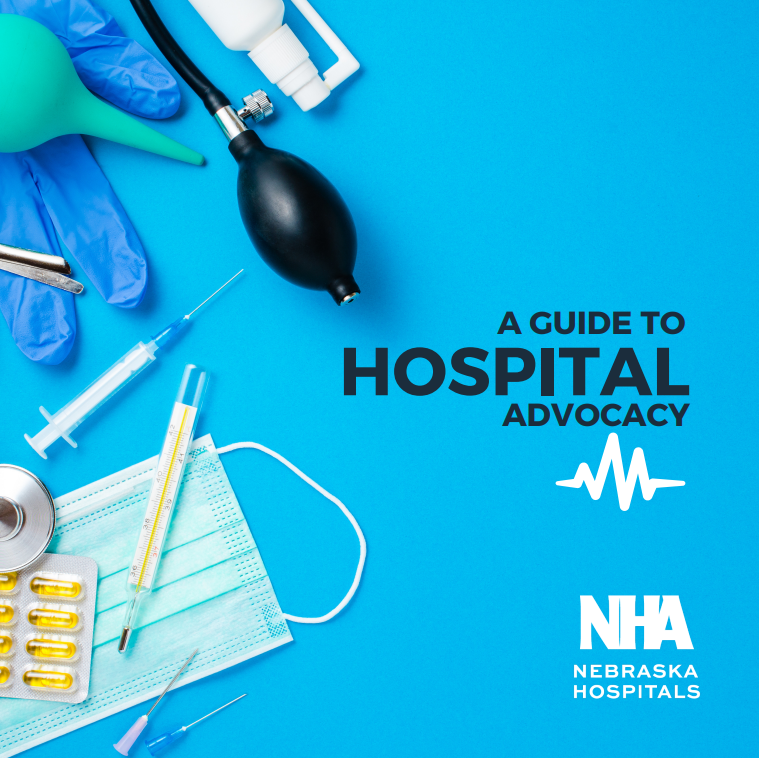 A GUIDE TO
HOSPITAL
ADVOCACY
NHA
NEBRASKA
HOSPITALS